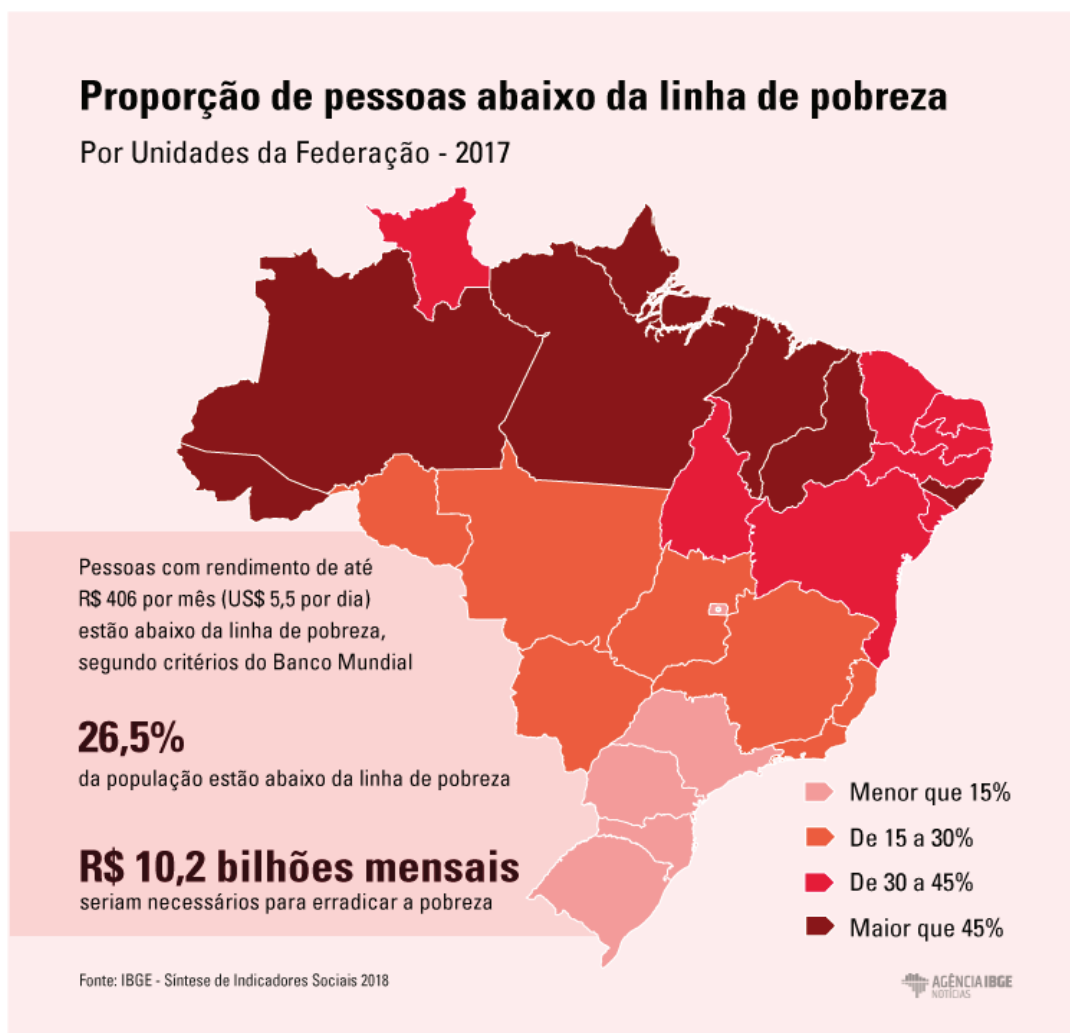 Proporção de pessoas abaixo da linha de pobreza
Por Unidades da Federação - 2017
Pessoas com rendimento de até
R$ 406 por mês (US$ 5,5 por dia)
estão abaixo da linha de pobreza,
segundo critérios do Banco Mundial
26,5%
da população estão abaixo da linha de pobreza
R$ 10,2 bilhões mensais
seriam necessários para erradicar a pobreza
Menor que 15%
De 15 a 30%
De 30 a 45%
Maior que 45%
Fonte: IBGE - Síntese de Indicadores Sociais 2018
AGÊNCIA IBGE
NOTÍCIAS